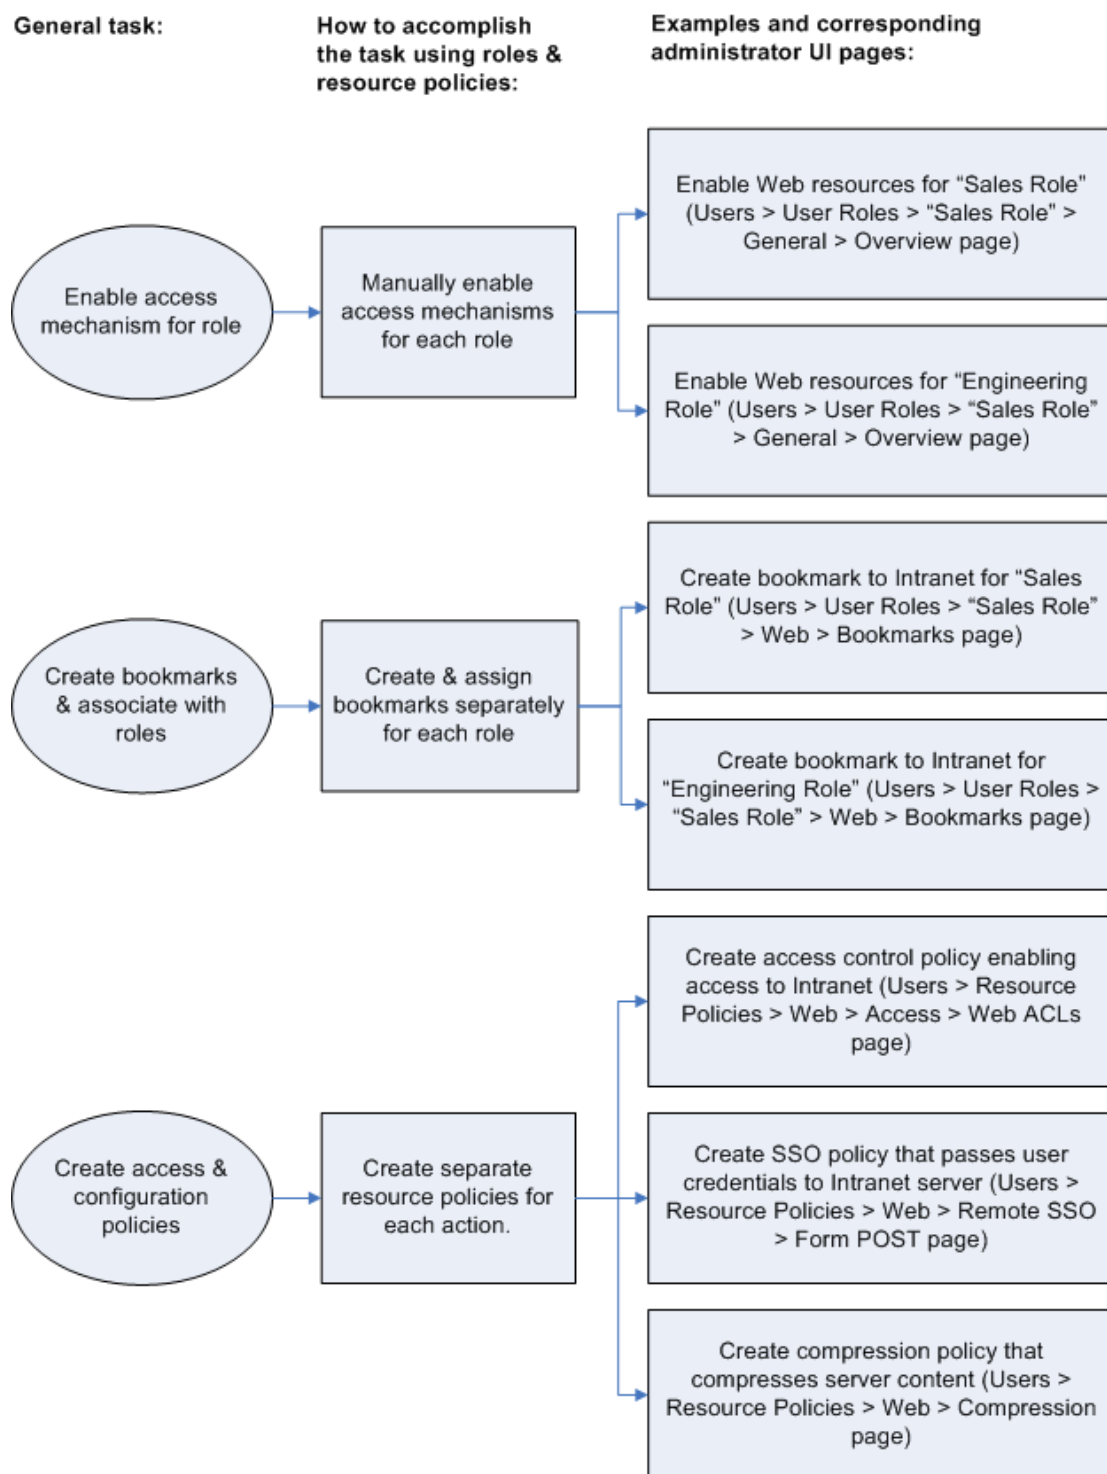 General task:
How to accomplish
the task using roles &
resource policies:
Examples and corresponding
administrator UI pages:
Enable access
mechanism for role
Manually enable
access mechanisms
for each role
Enable Web resources for “Sales Role”
(Users > User Roles > “Sales Role” >
General > Overview page)
Enable Web resources for “Engineering
Role” (Users > User Roles > “Sales Role”
> General > Overview page)
Create bookmarks
& associate with
roles
Create & assign
bookmarks separately
for each role
Create bookmark to Intranet for “Sales
Role” (Users > User Roles > “Sales Role”
> Web > Bookmarks page)
Create bookmark to Intranet for
“Engineering Role” (Users > User Roles >
“Sales Role” > Web > Bookmarks page)
Create access &
configuration
policies
Create separate
resource policies for
each action.
Create access control policy enabling
access to Intranet (Users > Resource
Policies > Web > Access > Web ACLs
page)
Create SSO policy that passes user
credentials to Intranet server (Users >
Resource Policies > Web > Remote SSO
> Form POST page)
Create compression policy that
compresses server content (Users >
Resource Policies > Web > Compression
page)